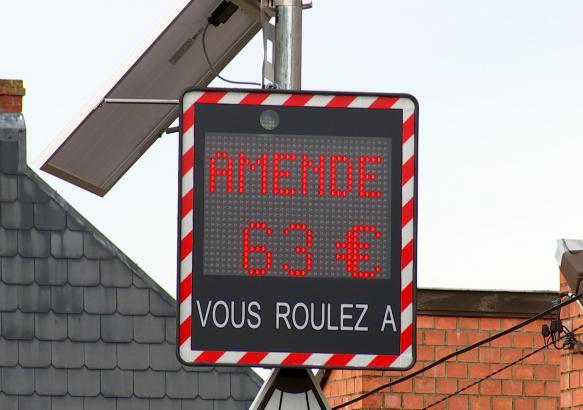 AMENDE
63 €
VOUS ROULEZ A